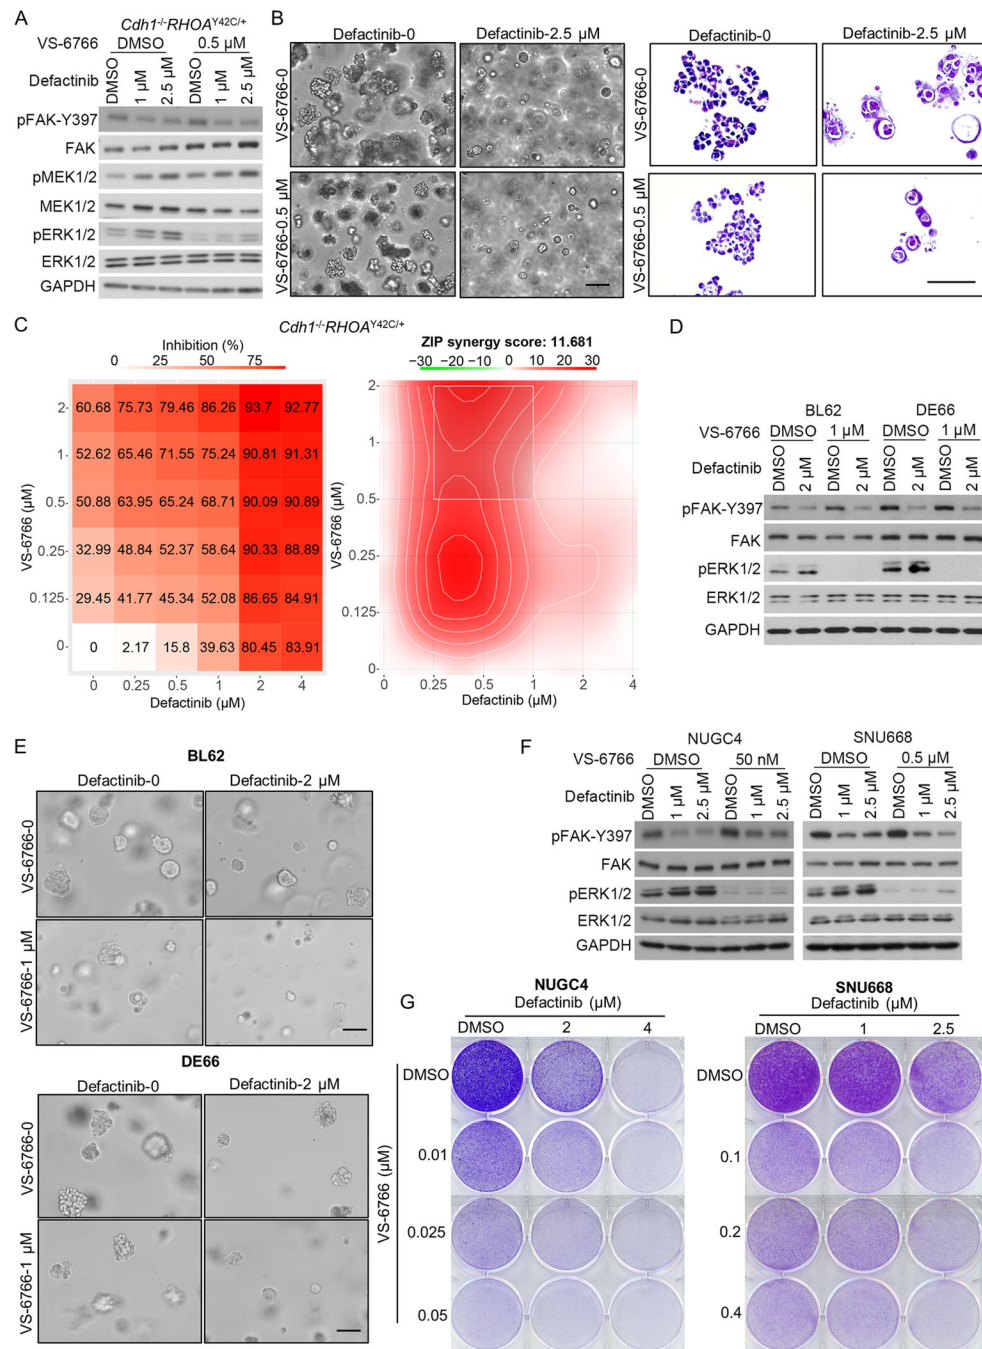 A
Cdh1-/-RHOAY42C/+
VS-6766 DMSO 0.5 µM
Defactinib DMSO 1 µM 2.5 µM DMSO 1 µM 2.5 µM
pFAK-Y397
FAK
pMEK1/2
MEK1/2
pERK1/2
ERK1/2
GAPDH
B
Defactinib-0 Defactinib-2.5 µM
VS-6766-0
VS-6766-0.5 µM
Defactinib-0 Defactinib-2.5 µM
VS-6766-0
VS-6766-0.5 µM
C
Cdh1-/-RHOAY42C/+
Inhibition (%)
0 25 50 75
2 60.68 75.73 79.46 86.26 93.7 92.77
1 52.62 65.46 71.55 75.24 90.81 91.31
0.5 50.88 63.95 65.24 68.71 90.09 90.89
0.25 32.99 48.84 52.37 58.64 90.33 88.89
0.125 29.45 41.77 45.34 52.08 86.65 84.91
0 0 2.17 15.8 39.63 80.45 83.91
0 0.25 0.5 1 2 4
VS-6766 (µM)
Defactinib (µM)
ZIP synergy score: 11.681
−30 −20 −10 0 10 20 30
2
1
0.5
0.25
0.125
0
VS-6766 (µM)
0 0.25 0.5 1 2 4
Defactinib (µM)
D
BL62 DE66
VS-6766 DMSO 1 µM DMSO 1 µM
Defactinib DMSO 2 µM DMSO 2 µM DMSO 2 µM DMSO 2 µM
pFAK-Y397
FAK
pERK1/2
ERK1/2
GAPDH
E
BL62
Defactinib-0 Defactinib-2 µM
VS-6766-0
VS-6766-1 µM
DE66
Defactinib-0 Defactinib-2 µM
VS-6766-0
VS-6766-1 µM
F
NUGC4 SNU668
VS-6766 DMSO 50 nM DMSO 0.5 µM
Defactinib DMSO 1 µM 2.5 µM DMSO 1 µM 2.5 µM DMSO 1 µM 2.5 µM DMSO 1 µM 2.5 µM
pFAK-Y397
FAK
pERK1/2
ERK1/2
GAPDH
G
NUGC4
Defactinib (µM)
DMSO 2 4
VS-6766 (µM)
DMSO
0.01
0.025
0.05
SNU668
Defactinib (µM)
DMSO 1 2.5
DMSO
0.1
0.2
0.4